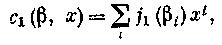 c₁ (β, x) = ∑ᵢ j₁ (βᵢ) xⁱ,